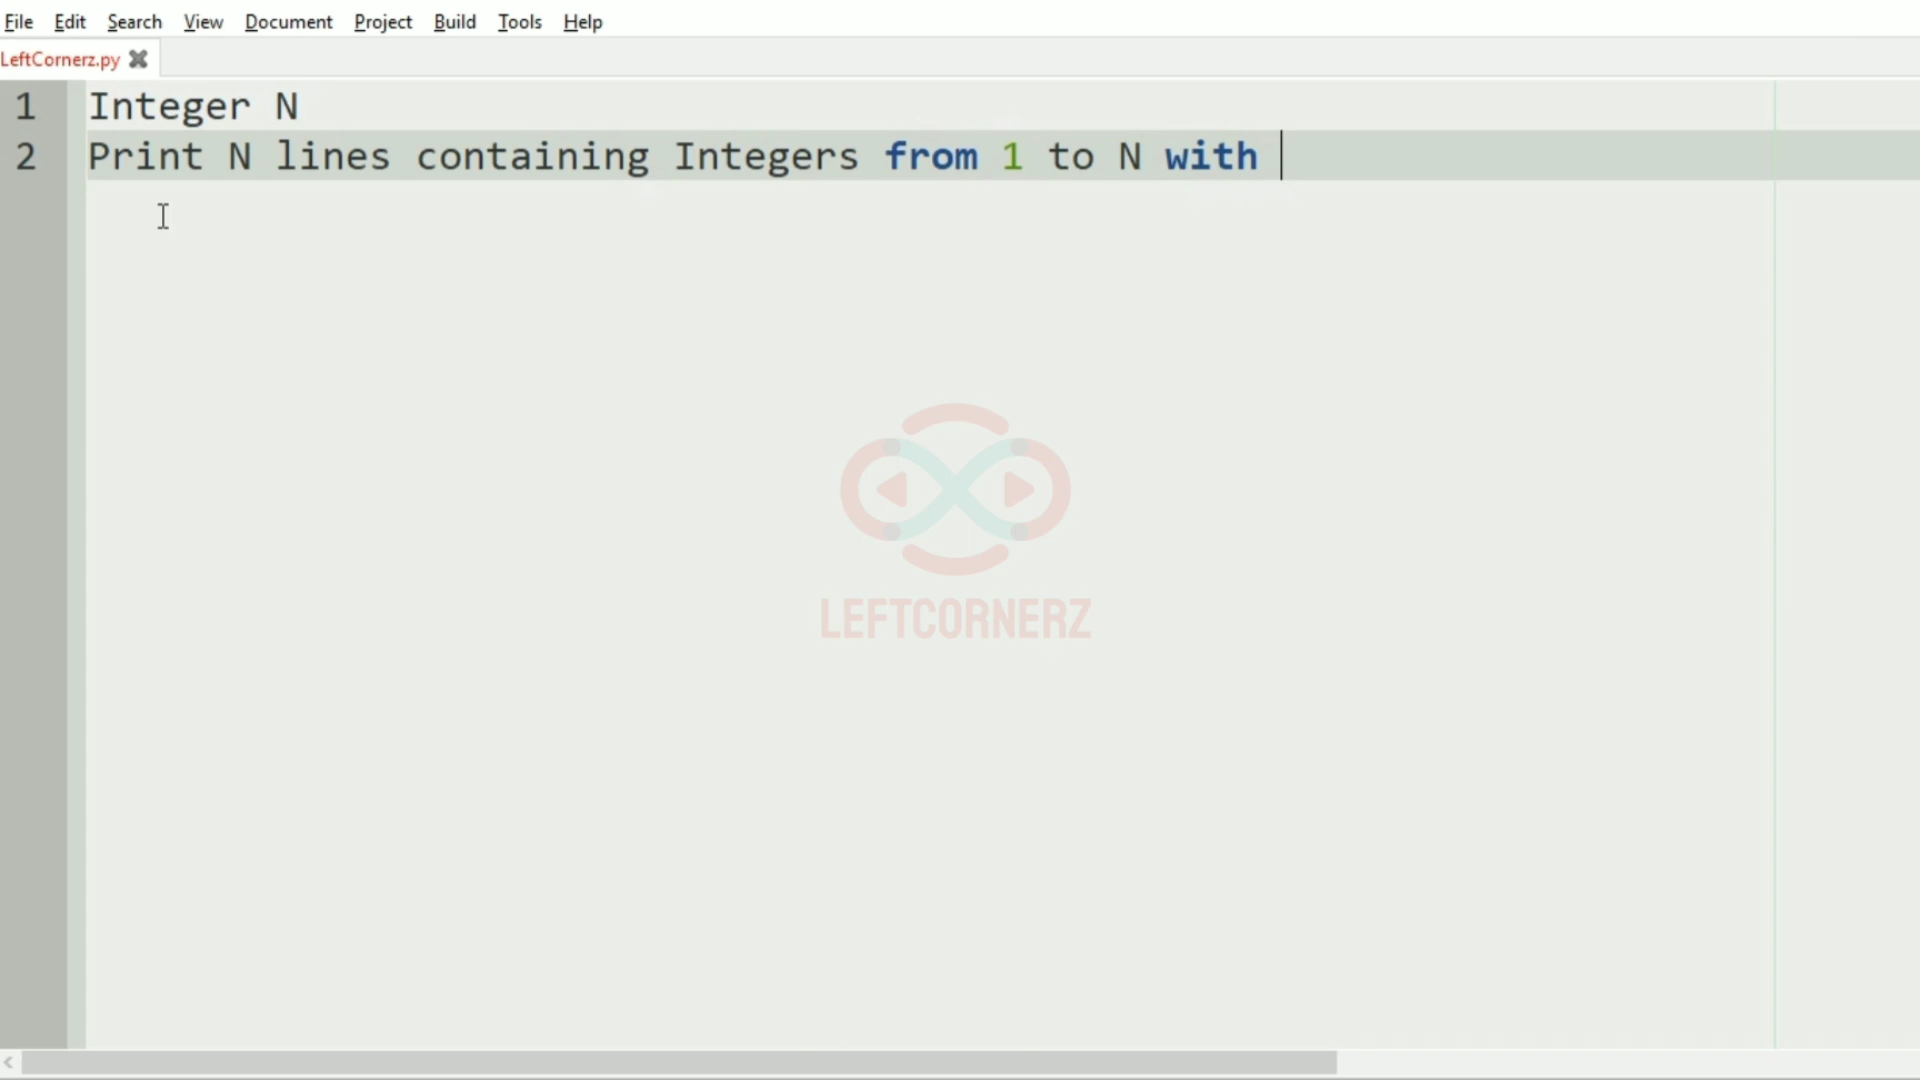 File Edit Search View Document Project Build Tools Help
LeftCornerz.py
1 Integer N
2 Print N lines containing Integers from 1 to N with
LEFTCORNERZ